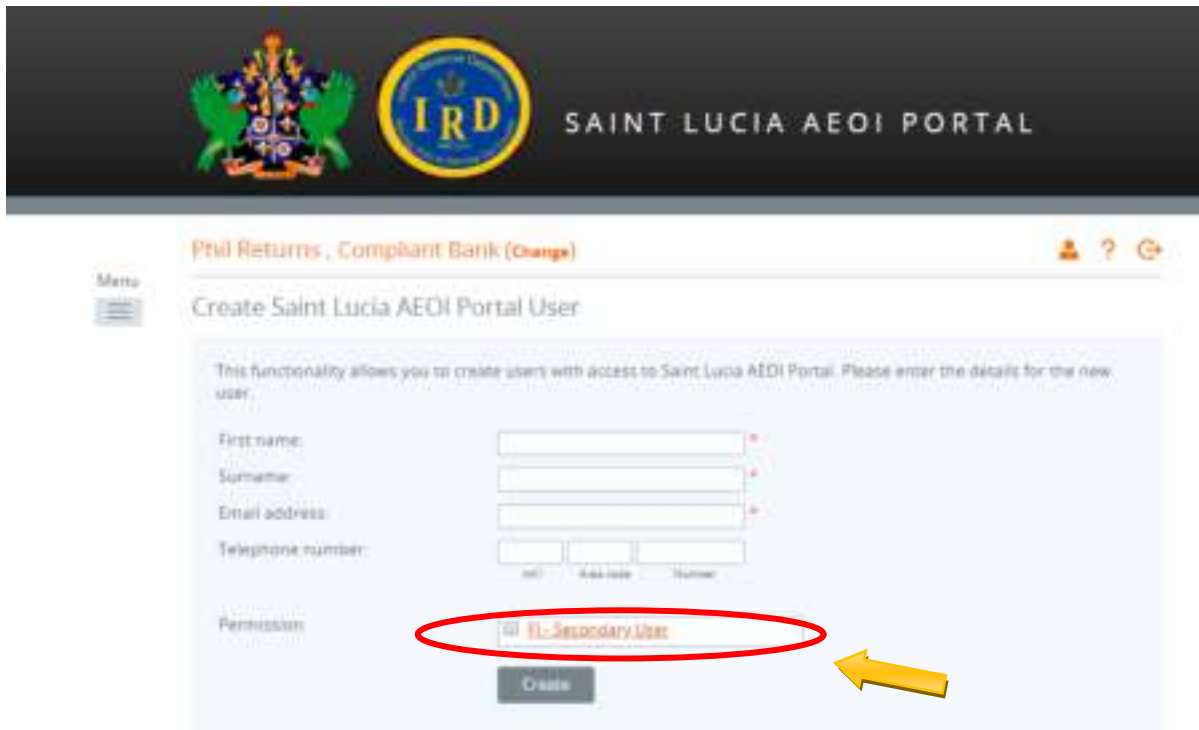 IRD
SAINT LUCIA AEOI PORTAL
Phil Returns , Compliant Bank (Change)
?
Menu
Create Saint Lucia AEOI Portal User
This functionality allows you to create users with access to Saint Lucia AEOI Portal. Please enter the details for the new
user.
First name: *
Surname: *
Email address: *
Telephone number:
Int'l Area code Number
Permission: FI - Secondary User
Create